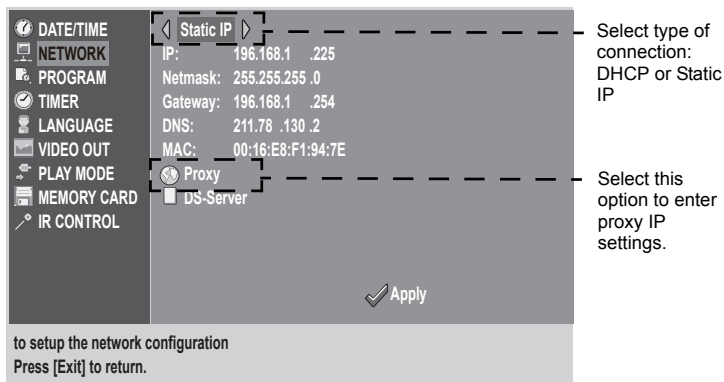 DATE/TIME
NETWORK
PROGRAM
TIMER
LANGUAGE
VIDEO OUT
PLAY MODE
MEMORY CARD
IR CONTROL
Static IP
IP: 196.168.1 .225
Netmask: 255.255.255 .0
Gateway: 196.168.1 .254
DNS: 211.78 .130 .2
MAC: 00:16:E8:F1:94:7E
Proxy
DS-Server
Apply
to setup the network configuration
Press [Exit] to return.
Select type of
connection:
DHCP or Static
IP
Select this
option to enter
proxy IP
settings.